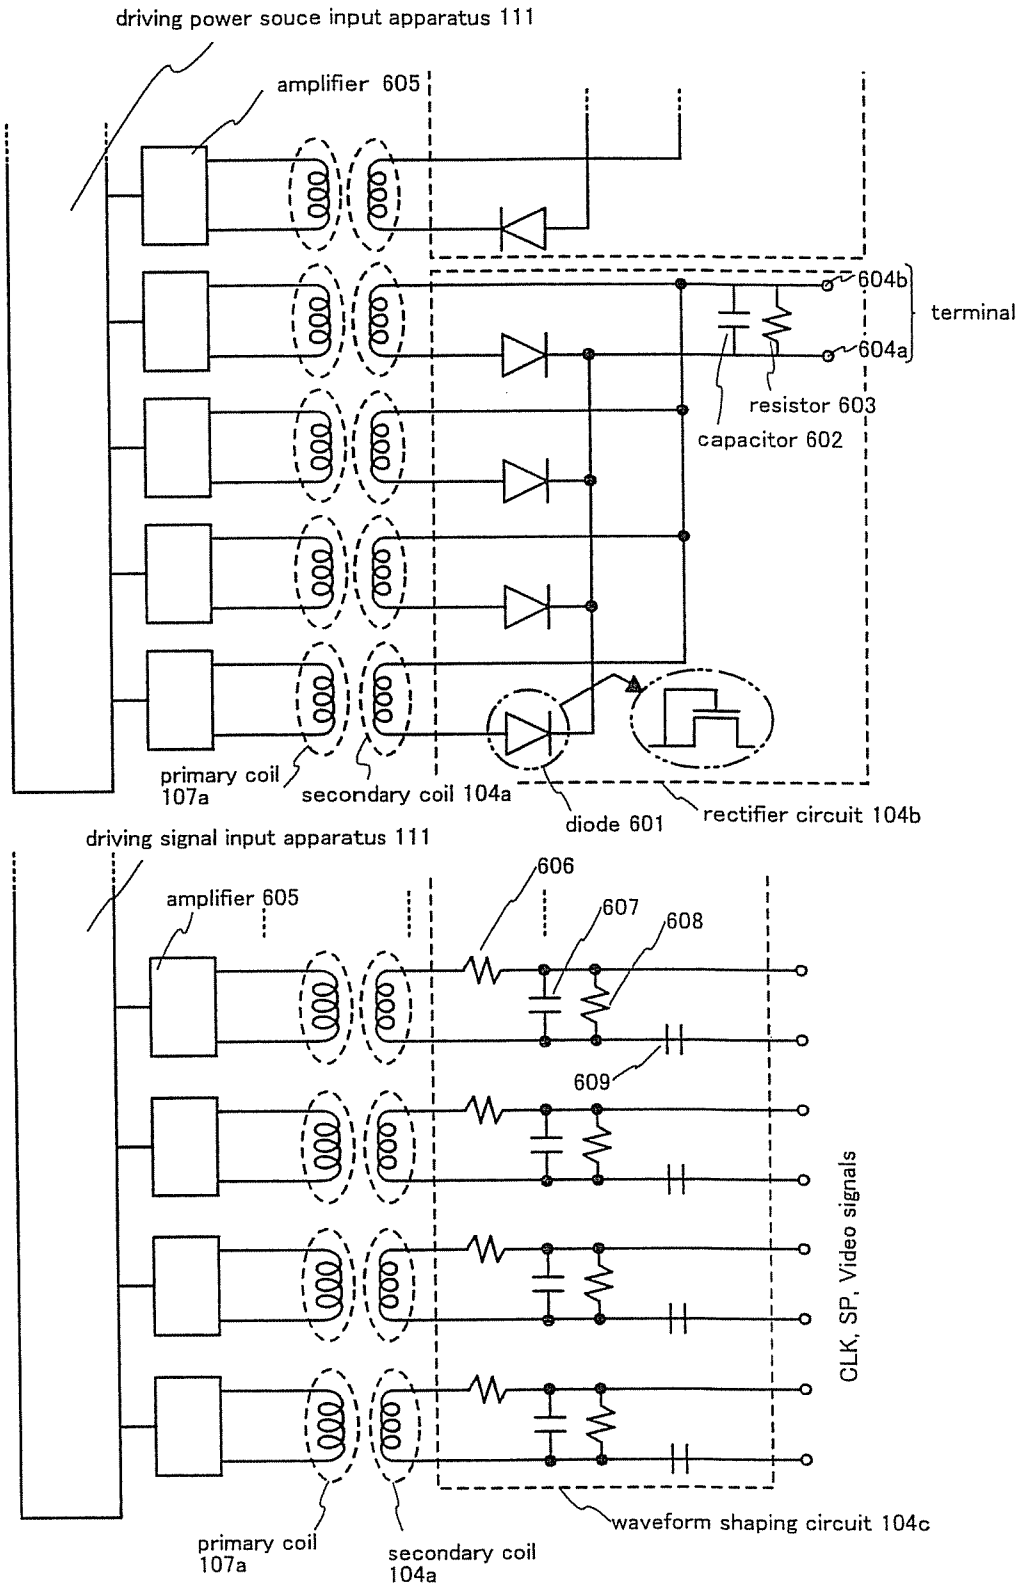 driving power souce input apparatus 111
amplifier 605
604b
terminal
604a
resistor 603
capacitor 602
primary coil
107a
secondary coil 104a
diode 601
rectifier circuit 104b
driving signal input apparatus 111
amplifier 605
606
607
608
609
CLK, SP, Video signals
waveform shaping circuit 104c
primary coil
107a
secondary coil
104a